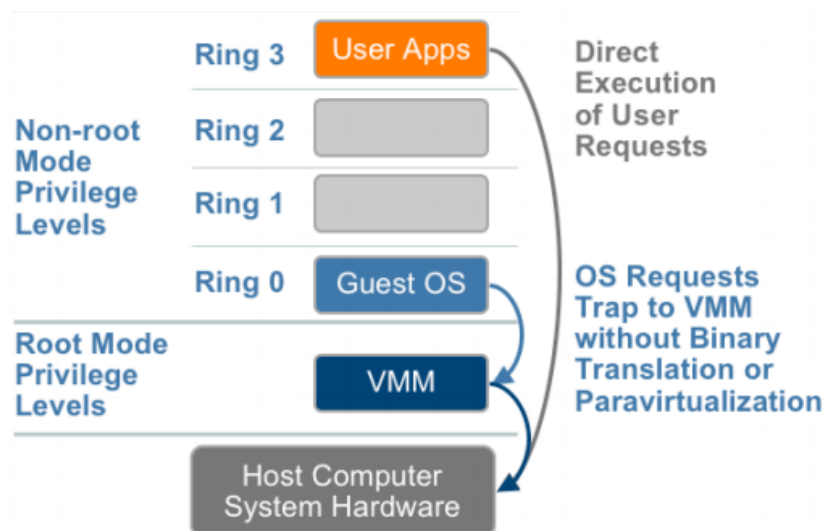 Ring 3
User Apps
Direct
Execution
of User
Requests
Non-root
Mode
Privilege
Levels
Ring 2
Ring 1
Ring 0
Guest OS
OS Requests
Trap to VMM
without Binary
Translation or
Paravirtualization
Root Mode
Privilege
Levels
VMM
Host Computer
System Hardware